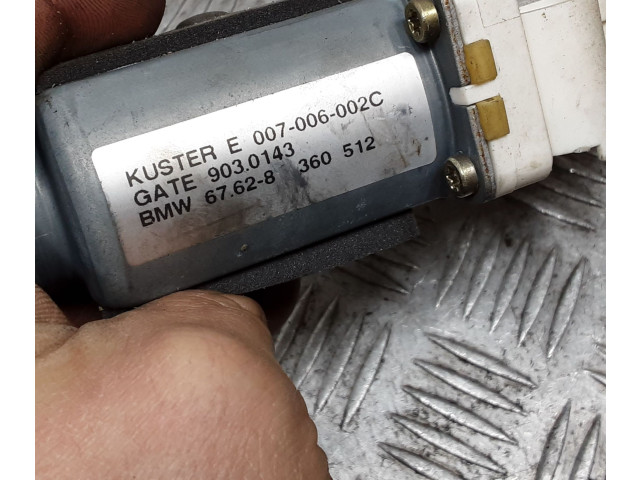 KUSTER E 007-006-002C
GATE 903.0143
BMW 67.62-8 360 512